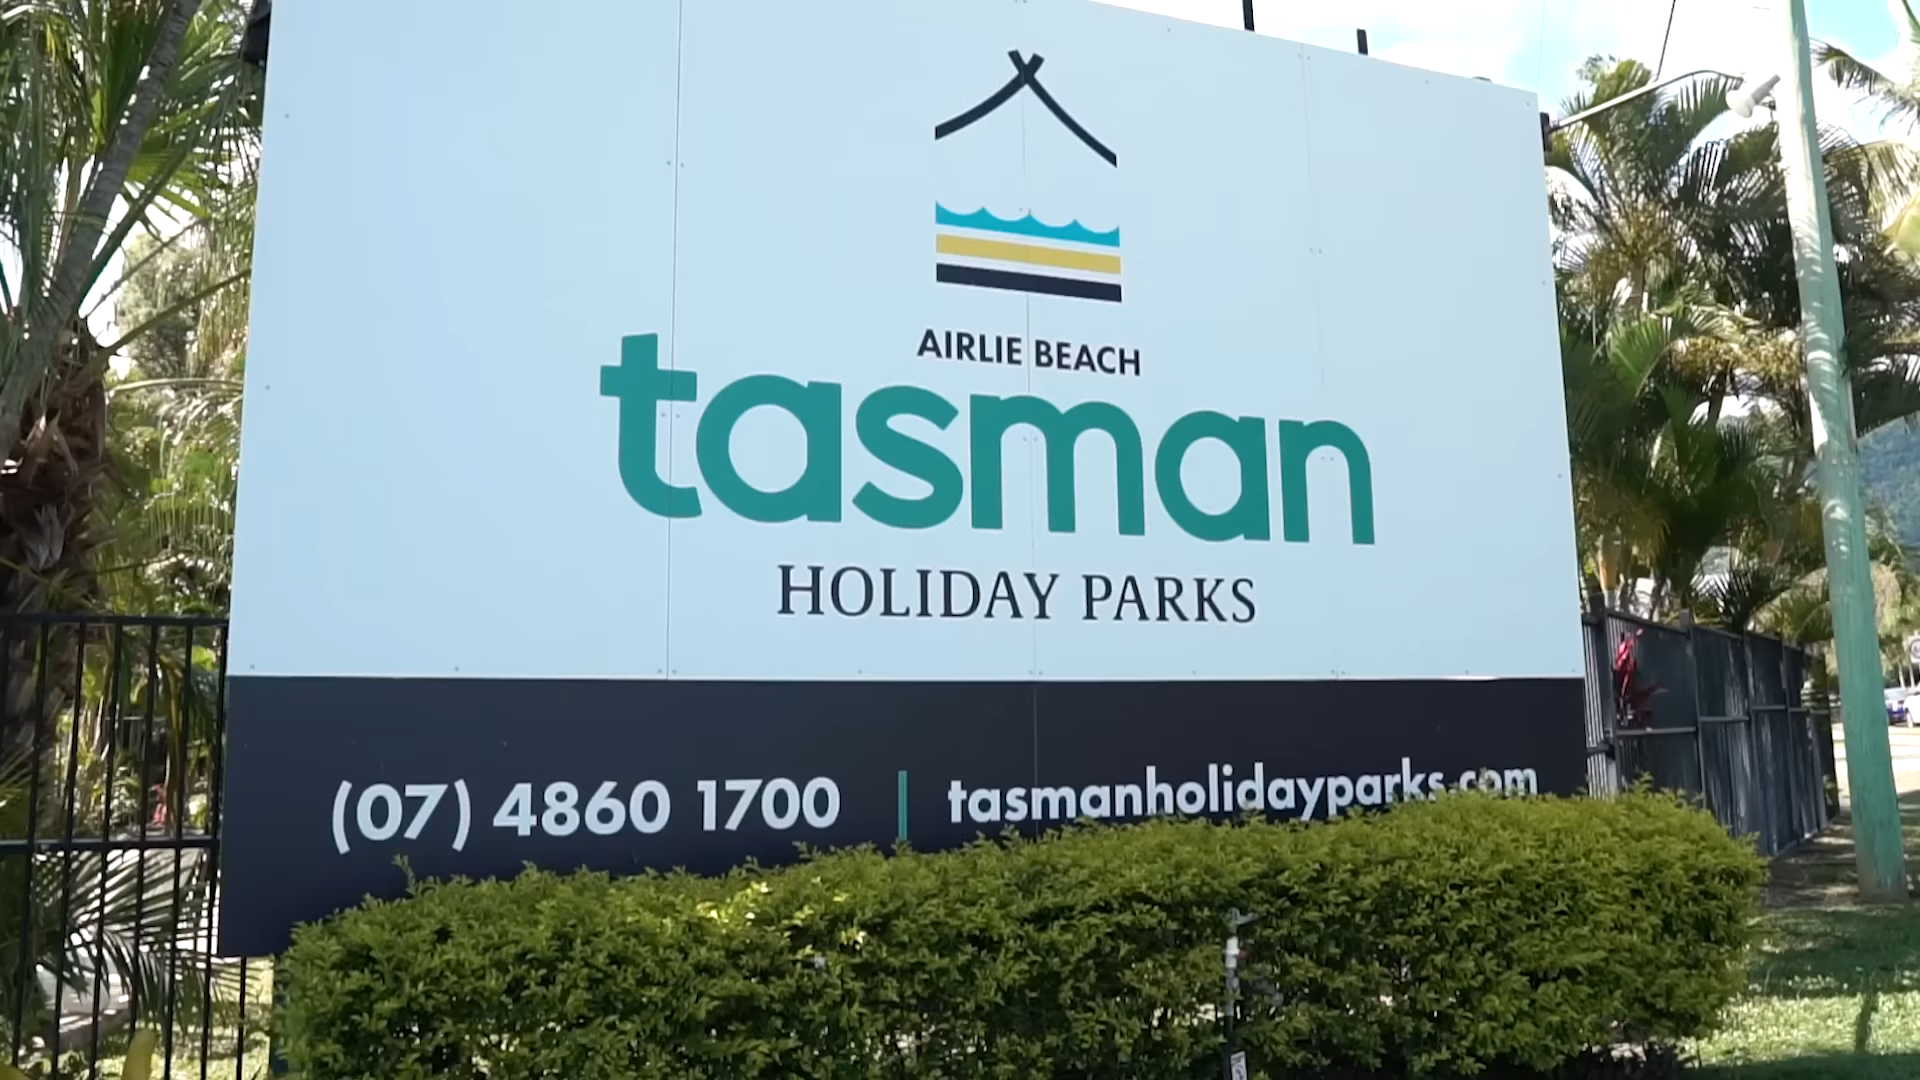 AIRLIE BEACH
tasman
HOLIDAY PARKS
(07) 4860 1700 | tasmanholidayparks.com